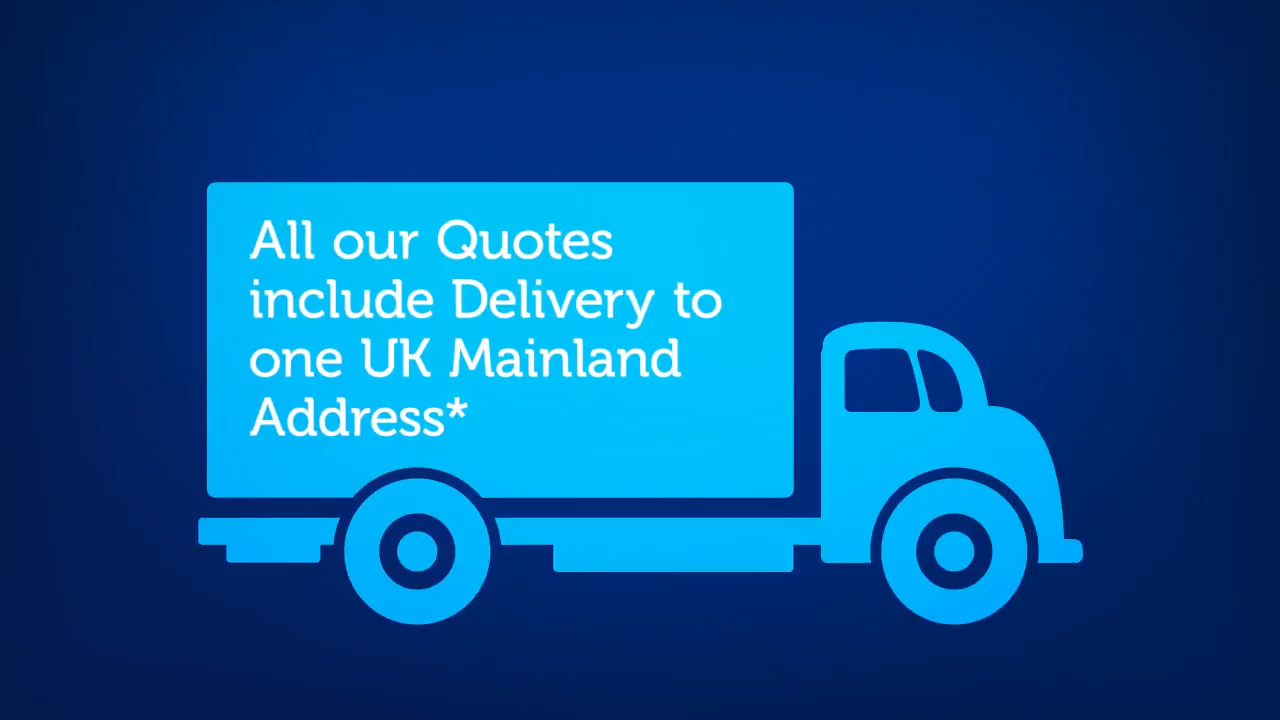 All our Quotes
include Delivery to
one UK Mainland
Address*